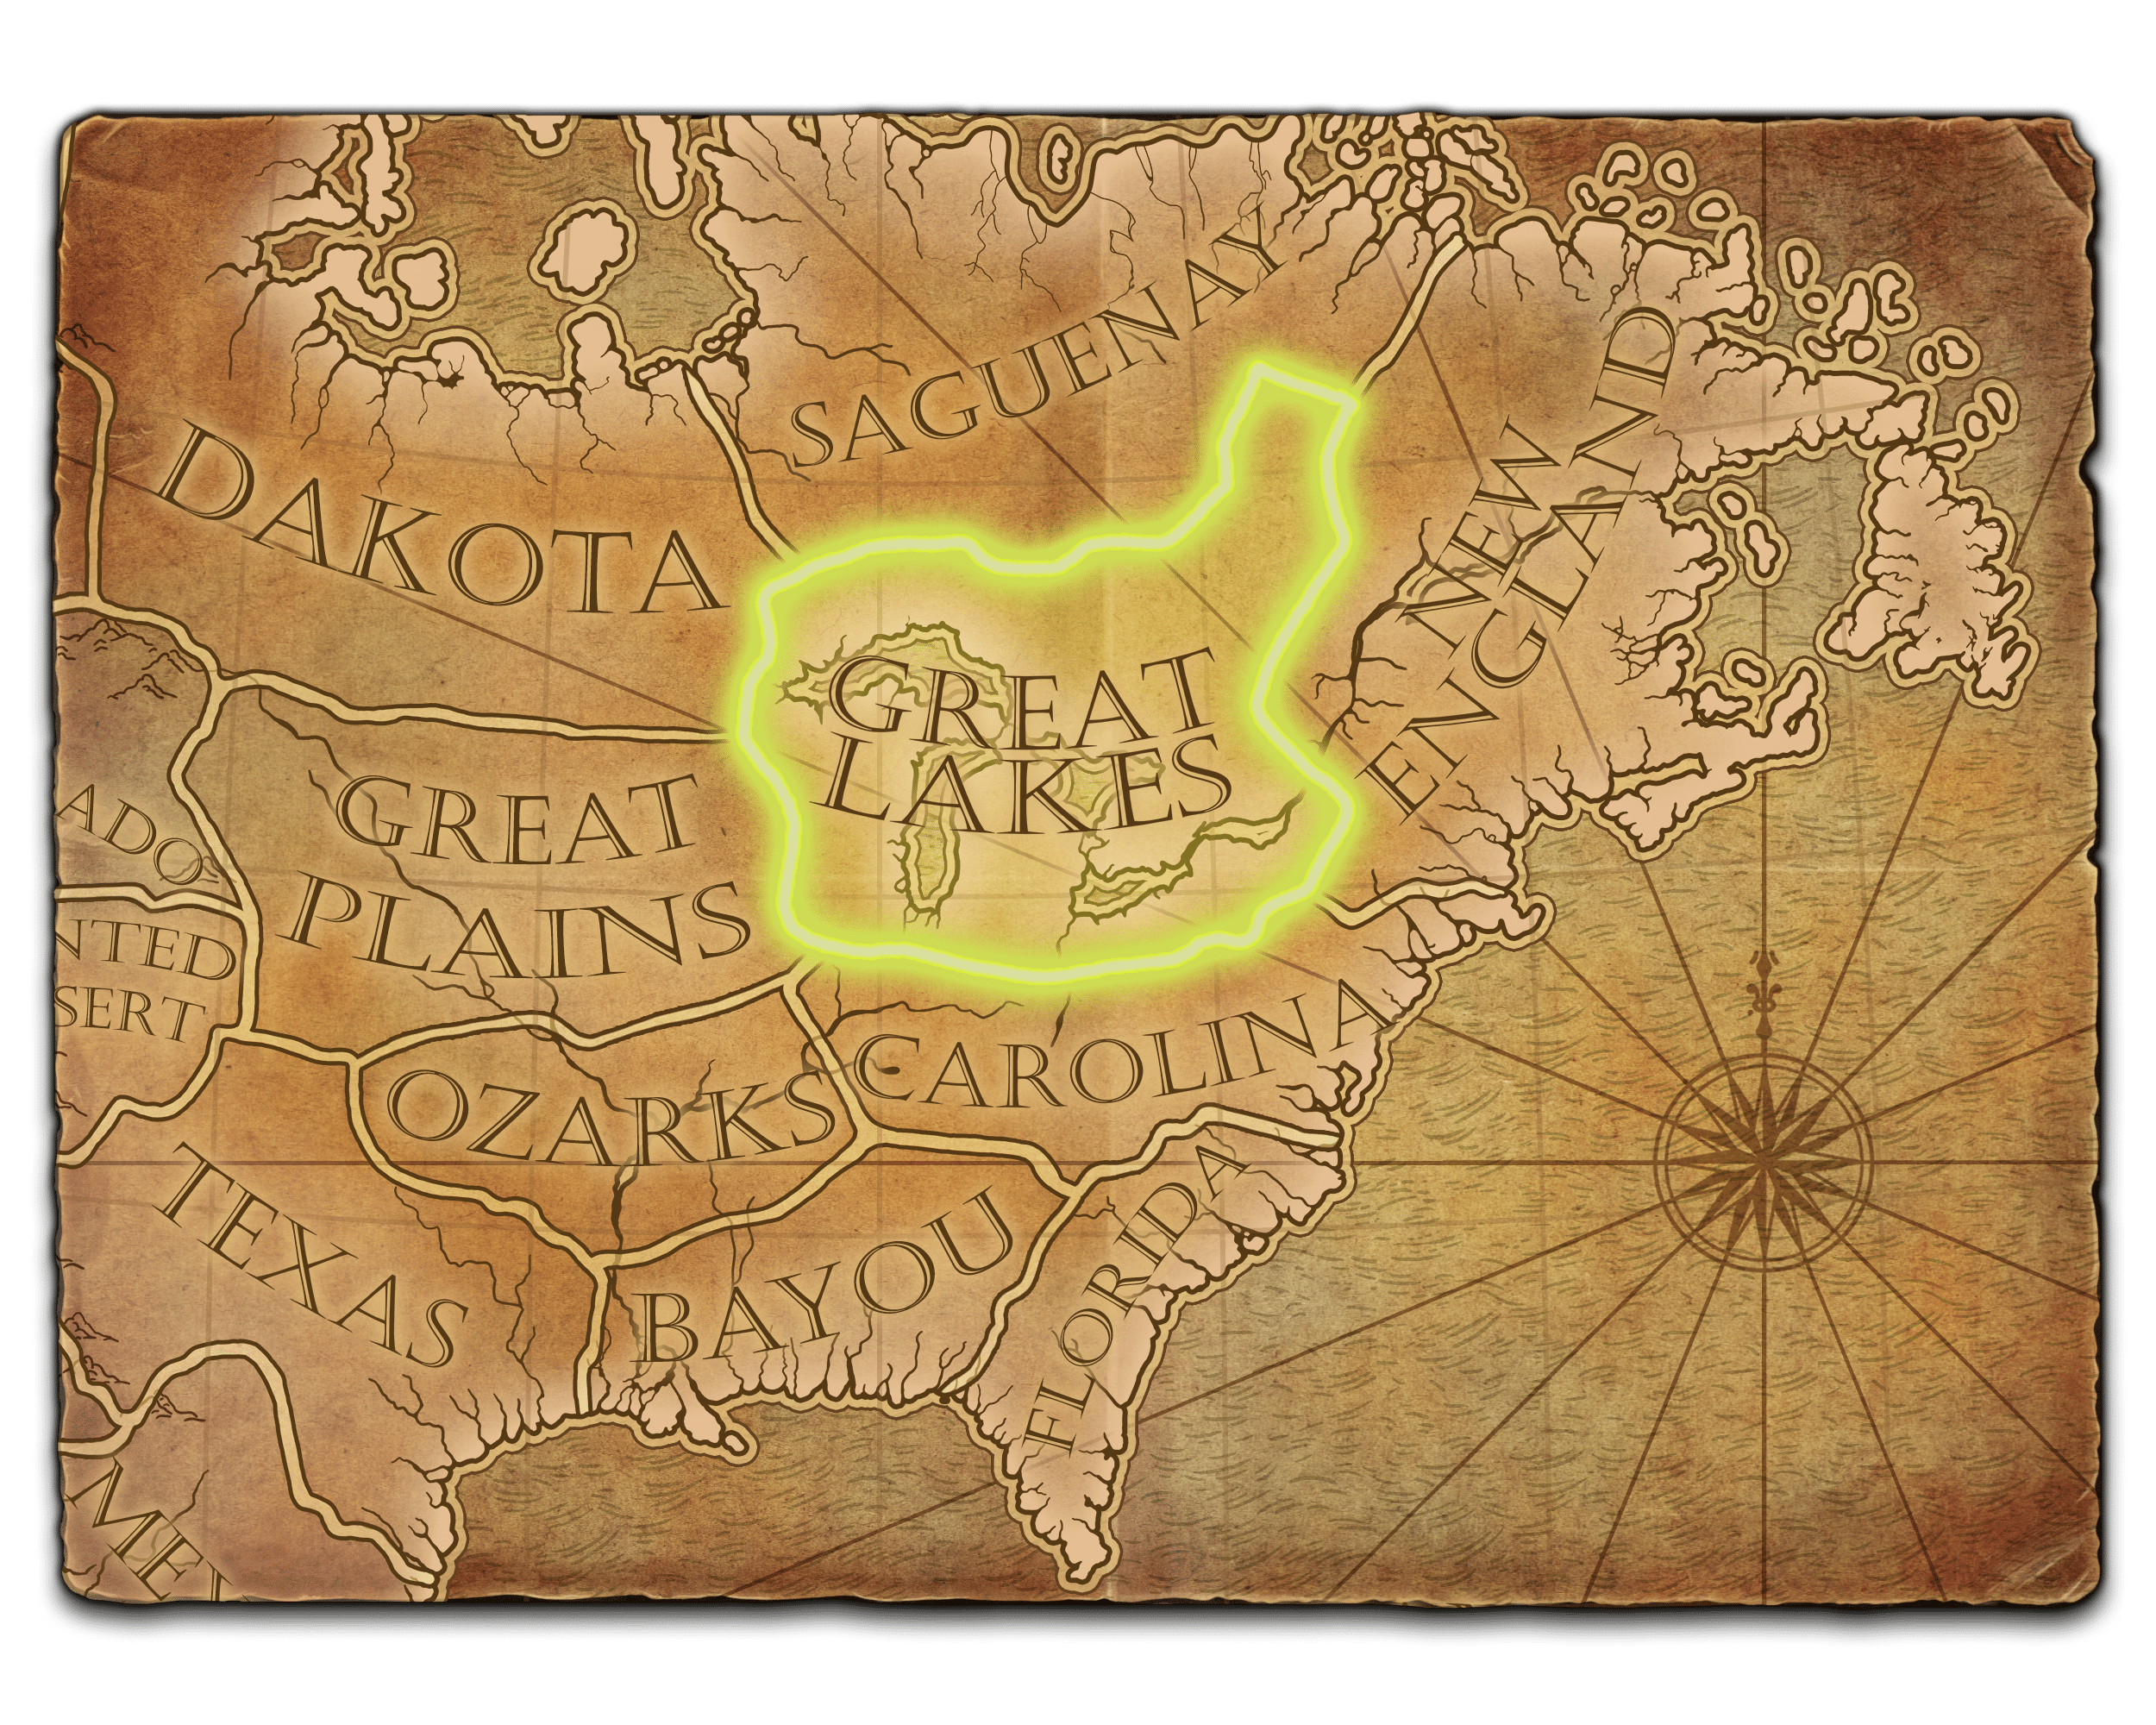 SAGUENAY
DAKOTA
NEW
ENGLAND
GREAT
LAKES
GREAT
PLAINS
ADO
NTED
SERT
CAROLINA
OZARKS
TEXAS
BAYOU
FLORIDA
ME